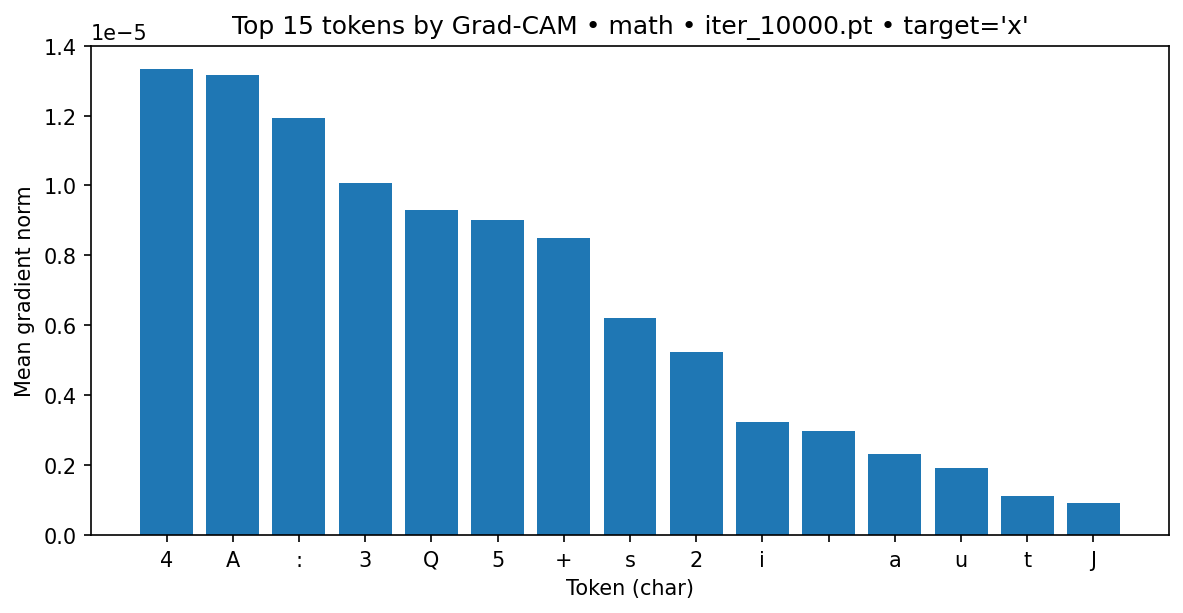 Top 15 tokens by Grad-CAM • math • iter_10000.pt • target='x'
1e−5
1.4
1.2
1.0
0.8
0.6
0.4
0.2
0.0
Mean gradient norm
4 A : 3 Q 5 + s 2 i a u t J
Token (char)